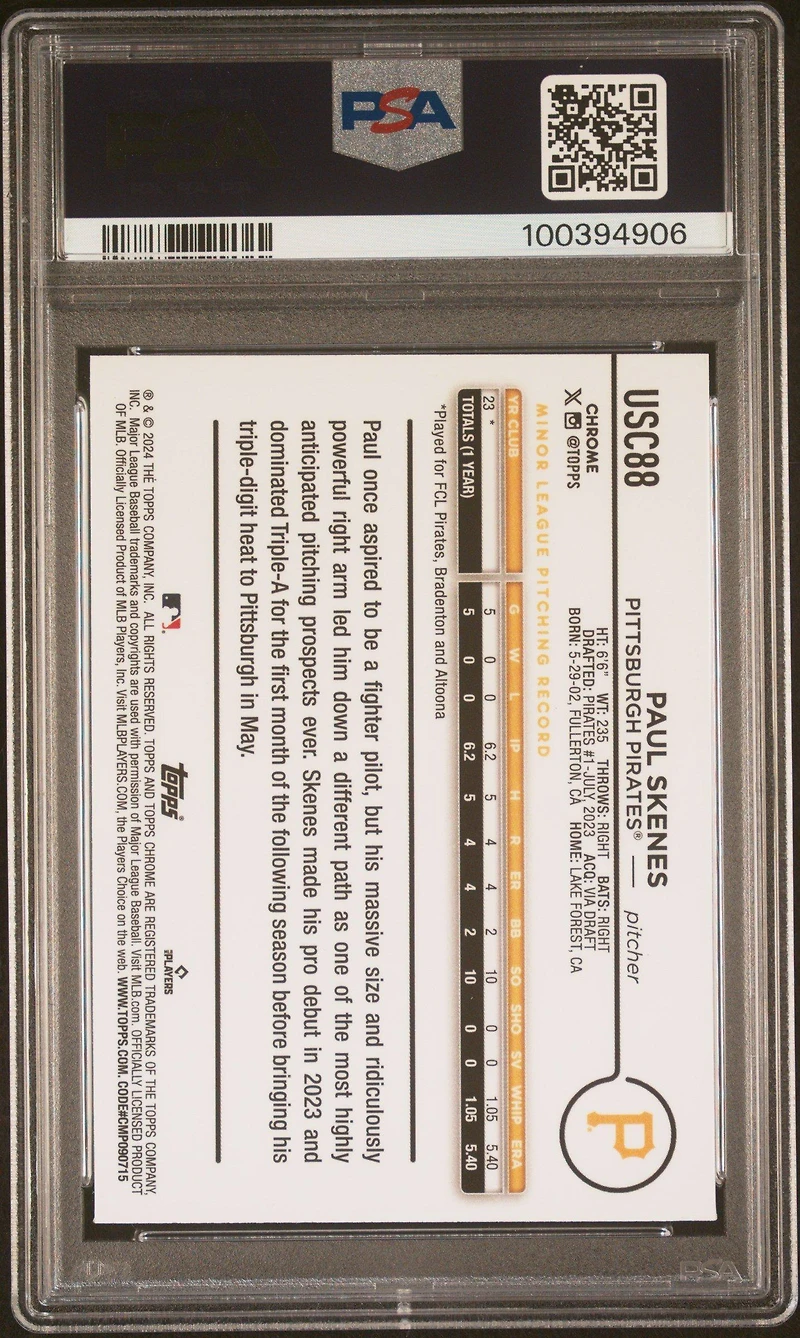 PSA
100394906
USC88
CHROME
@TOPPS
PAUL SKENES
PITTSBURGH PIRATES® — pitcher
HT: 6'6" WT: 235 THROWS: RIGHT BATS: RIGHT
DRAFTED: PIRATES #1-JULY, 2023 ACQ: VIA DRAFT
BORN: 5-29-02, FULLERTON, CA HOME: LAKE FOREST, CA
P
MINOR LEAGUE PITCHING RECORD
YR CLUB G W L IP H R ER BB SO SHO SV WHIP ERA
23 * 5 0 0 6.2 5 4 4 2 10 0 0 1.05 5.40
TOTALS (1 YEAR) 5 0 0 6.2 5 4 4 2 10 0 0 1.05 5.40
*Played for FCL Pirates, Bradenton and Altoona
Paul once aspired to be a fighter pilot, but his massive size and ridiculously
powerful right arm led him down a different path as one of the most highly
anticipated pitching prospects ever. Skenes made his pro debut in 2023 and
dominated Triple-A for the first month of the following season before bringing his
triple-digit heat to Pittsburgh in May.
topps®
PLAYERS
® & © 2024 THE TOPPS COMPANY, INC. ALL RIGHTS RESERVED. TOPPS AND TOPPS CHROME ARE REGISTERED TRADEMARKS OF THE TOPPS COMPANY,
INC. Major League Baseball trademarks and copyrights are used with permission of Major League Baseball. Visit MLB.com. OFFICIALLY LICENSED PRODUCT
OF MLB. Officially Licensed Product of MLB Players, Inc. Visit MLBPLAYERS.COM, the Players Choice on the web. WWW.TOPPS.COM. CODE#CMP090715
PSA